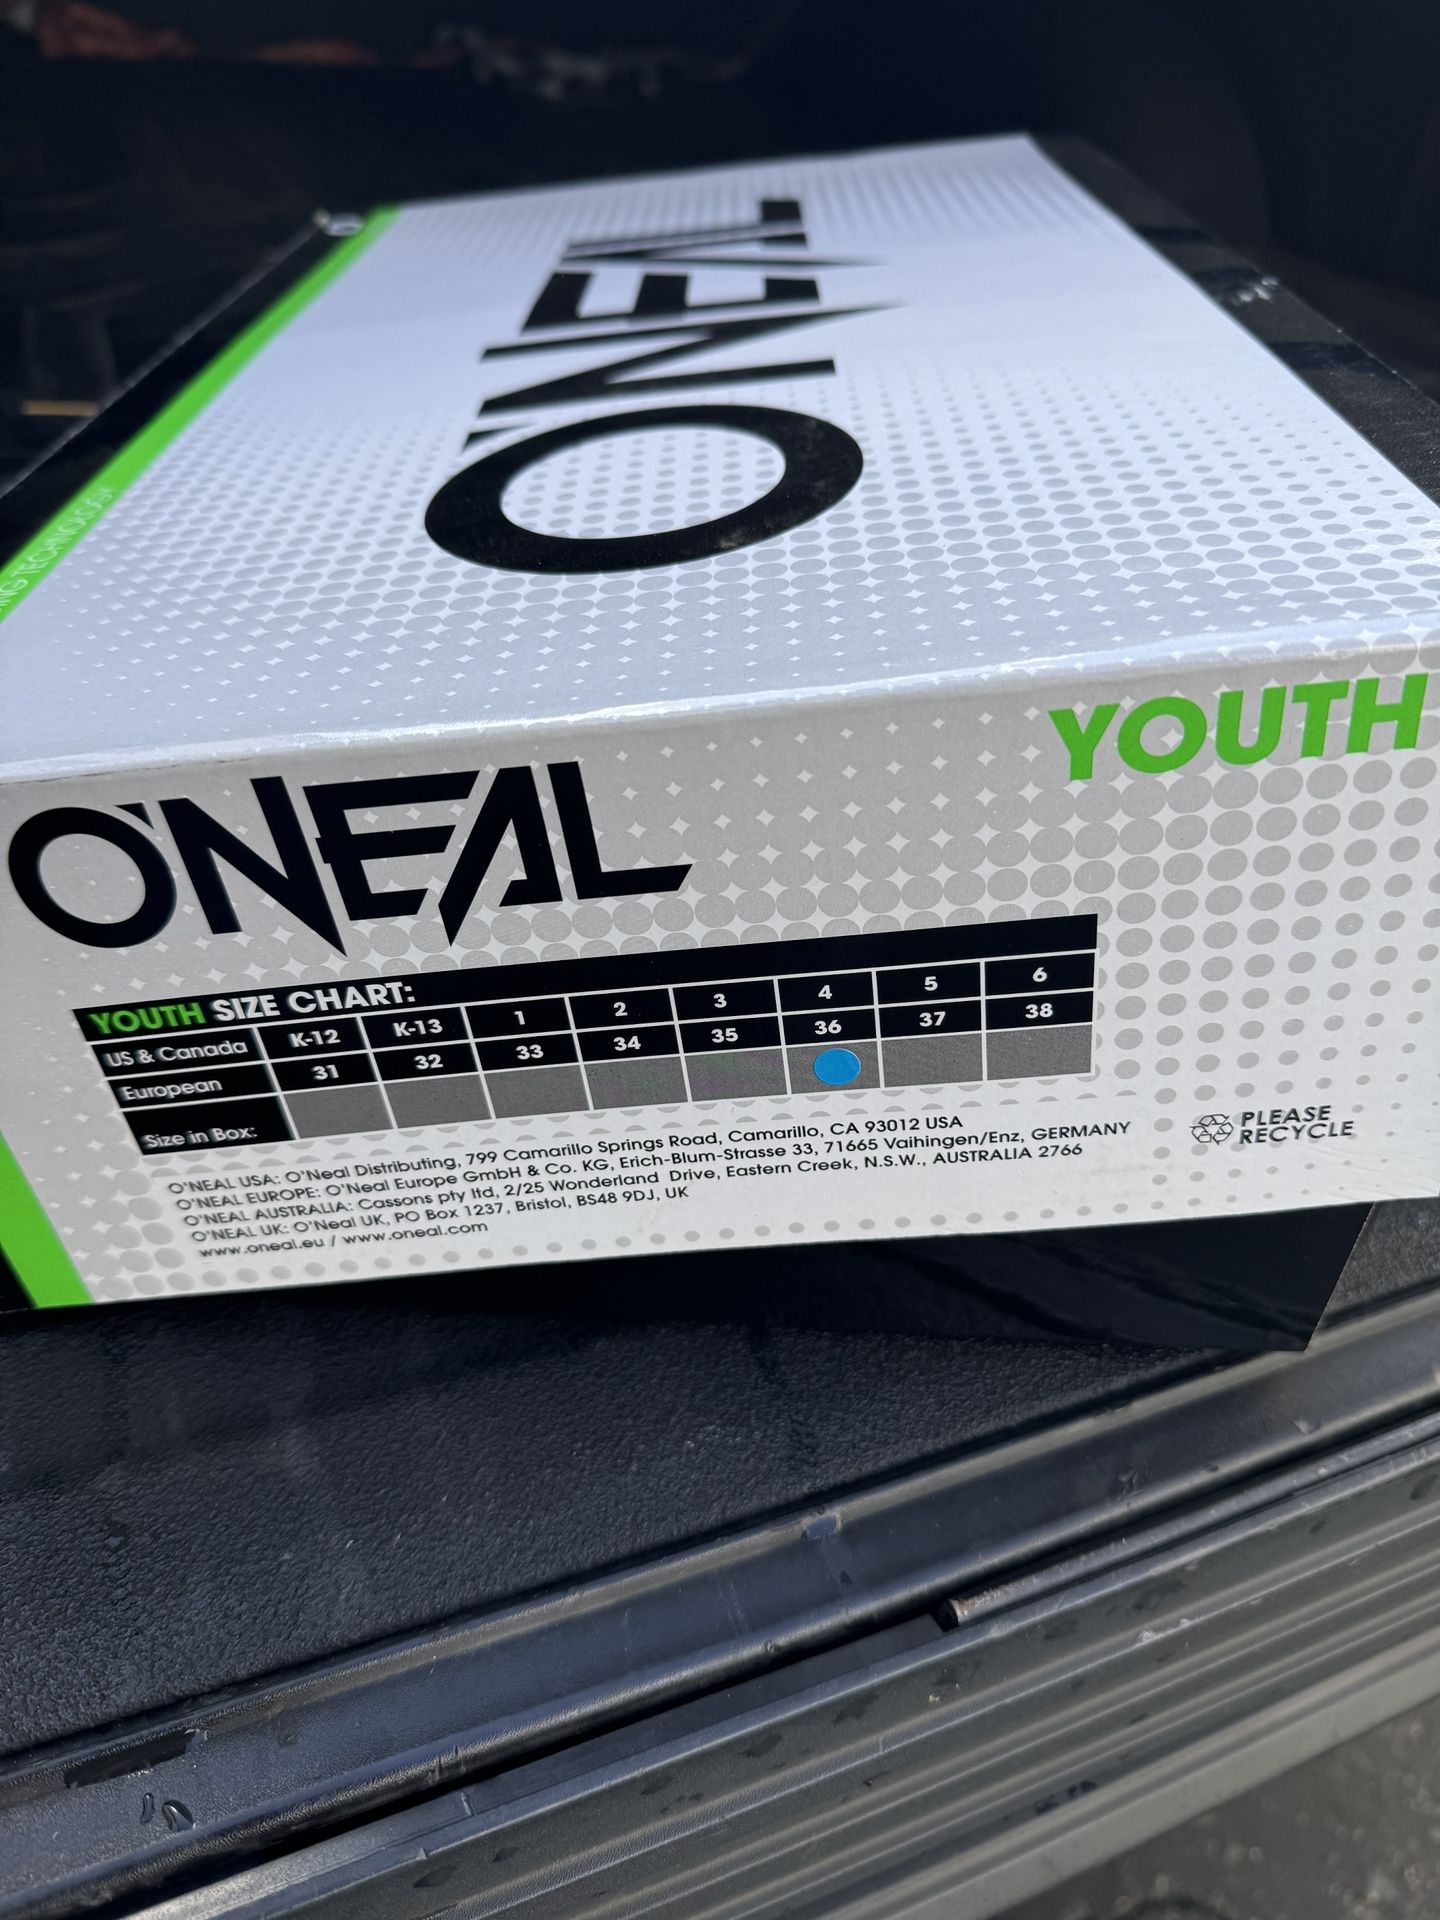 O'NEAL
TECHNOLOGY
YOUTH
O'NEAL
YOUTH SIZE CHART:
US & Canada K-12 K-13 1 2 3 4 5 6
European 31 32 33 34 35 36 37 38
Size in Box:
O'NEAL USA: O'Neal Distributing, 799 Camarillo Springs Road, Camarillo, CA 93012 USA
O'NEAL EUROPE: O'Neal Europe GmbH & Co. KG, Erich-Blum-Strasse 33, 71665 Vaihingen/Enz, GERMANY
O'NEAL AUSTRALIA: Cassons pty ltd, 2/25 Wonderland Drive, Eastern Creek, N.S.W., AUSTRALIA 2766
O'NEAL UK: O'Neal UK, PO Box 1237, Bristol, BS48 9DJ, UK
www.oneal.eu / www.oneal.com
PLEASE
RECYCLE